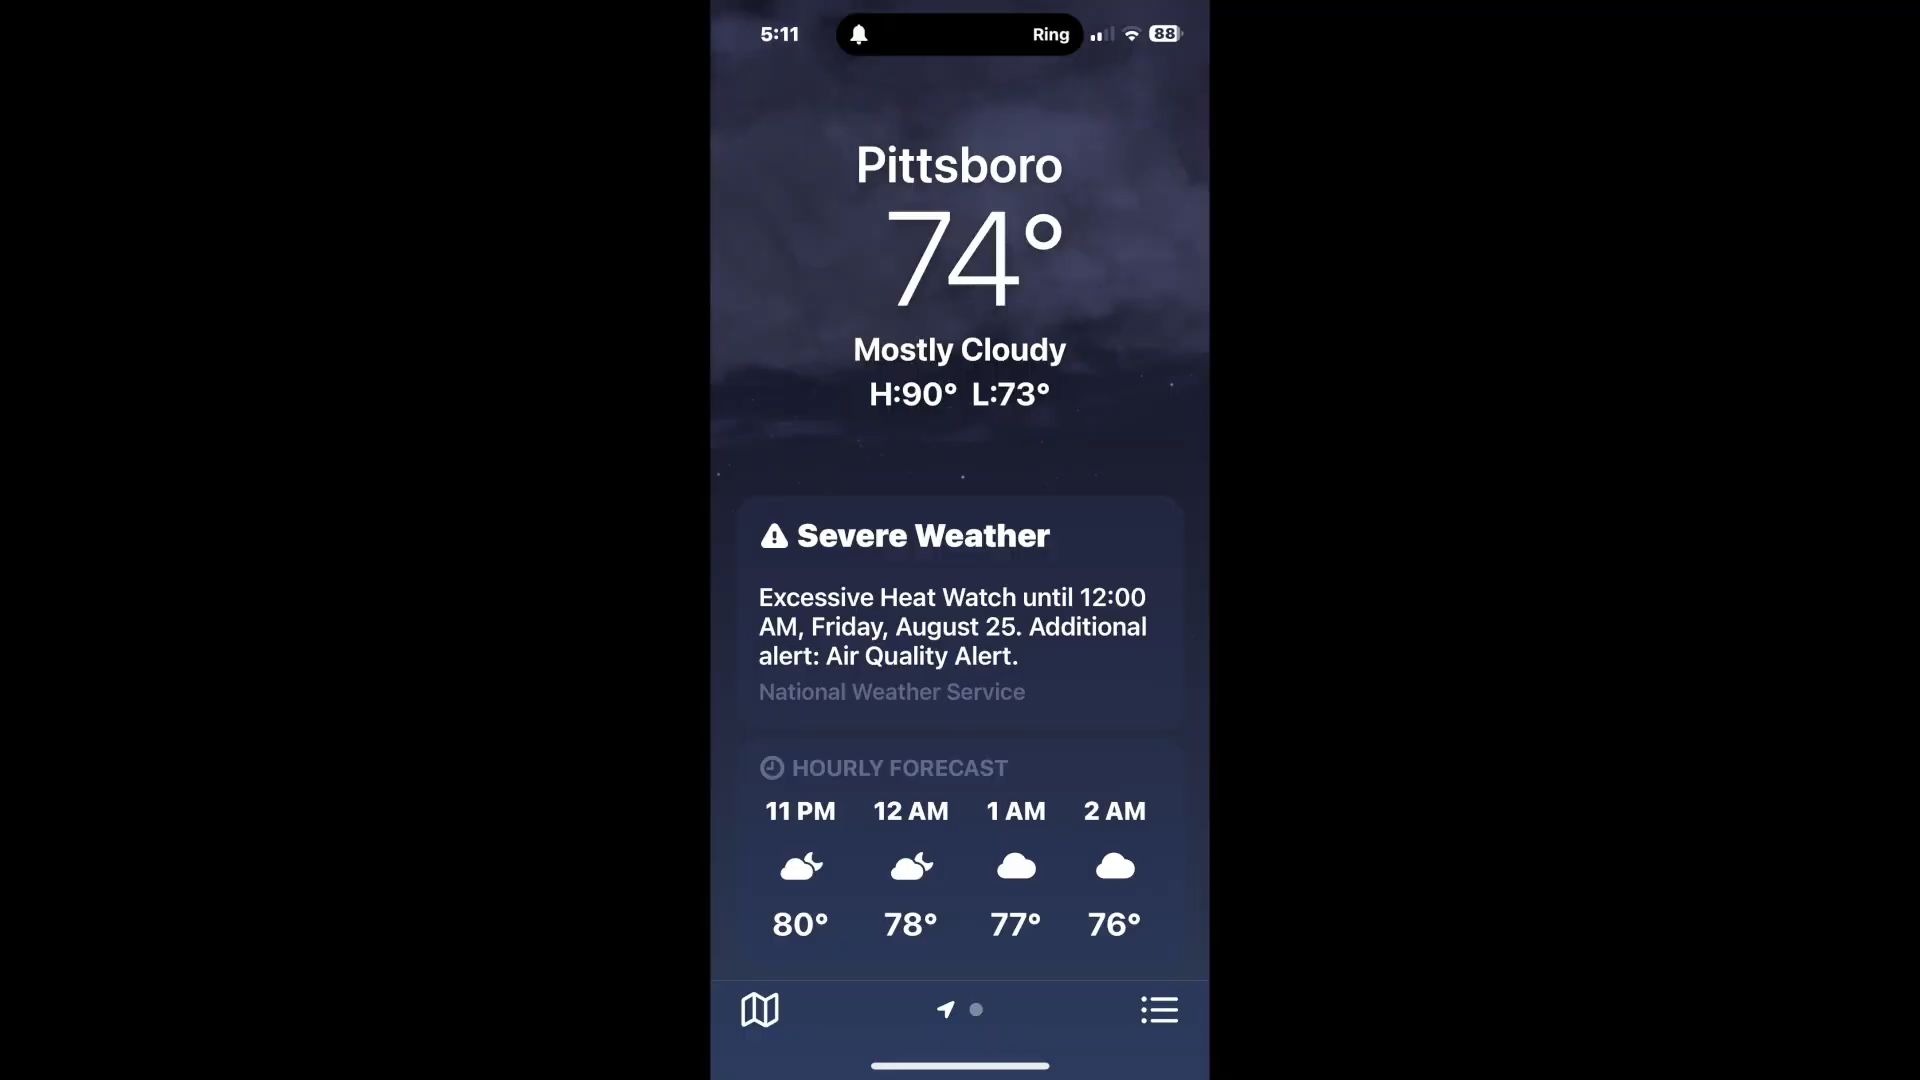 5:11
Ring
88
Pittsboro
74°
Mostly Cloudy
H:90° L:73°
Severe Weather
Excessive Heat Watch until 12:00
AM, Friday, August 25. Additional
alert: Air Quality Alert.
National Weather Service
HOURLY FORECAST
11 PM 12 AM 1 AM 2 AM
80° 78° 77° 76°